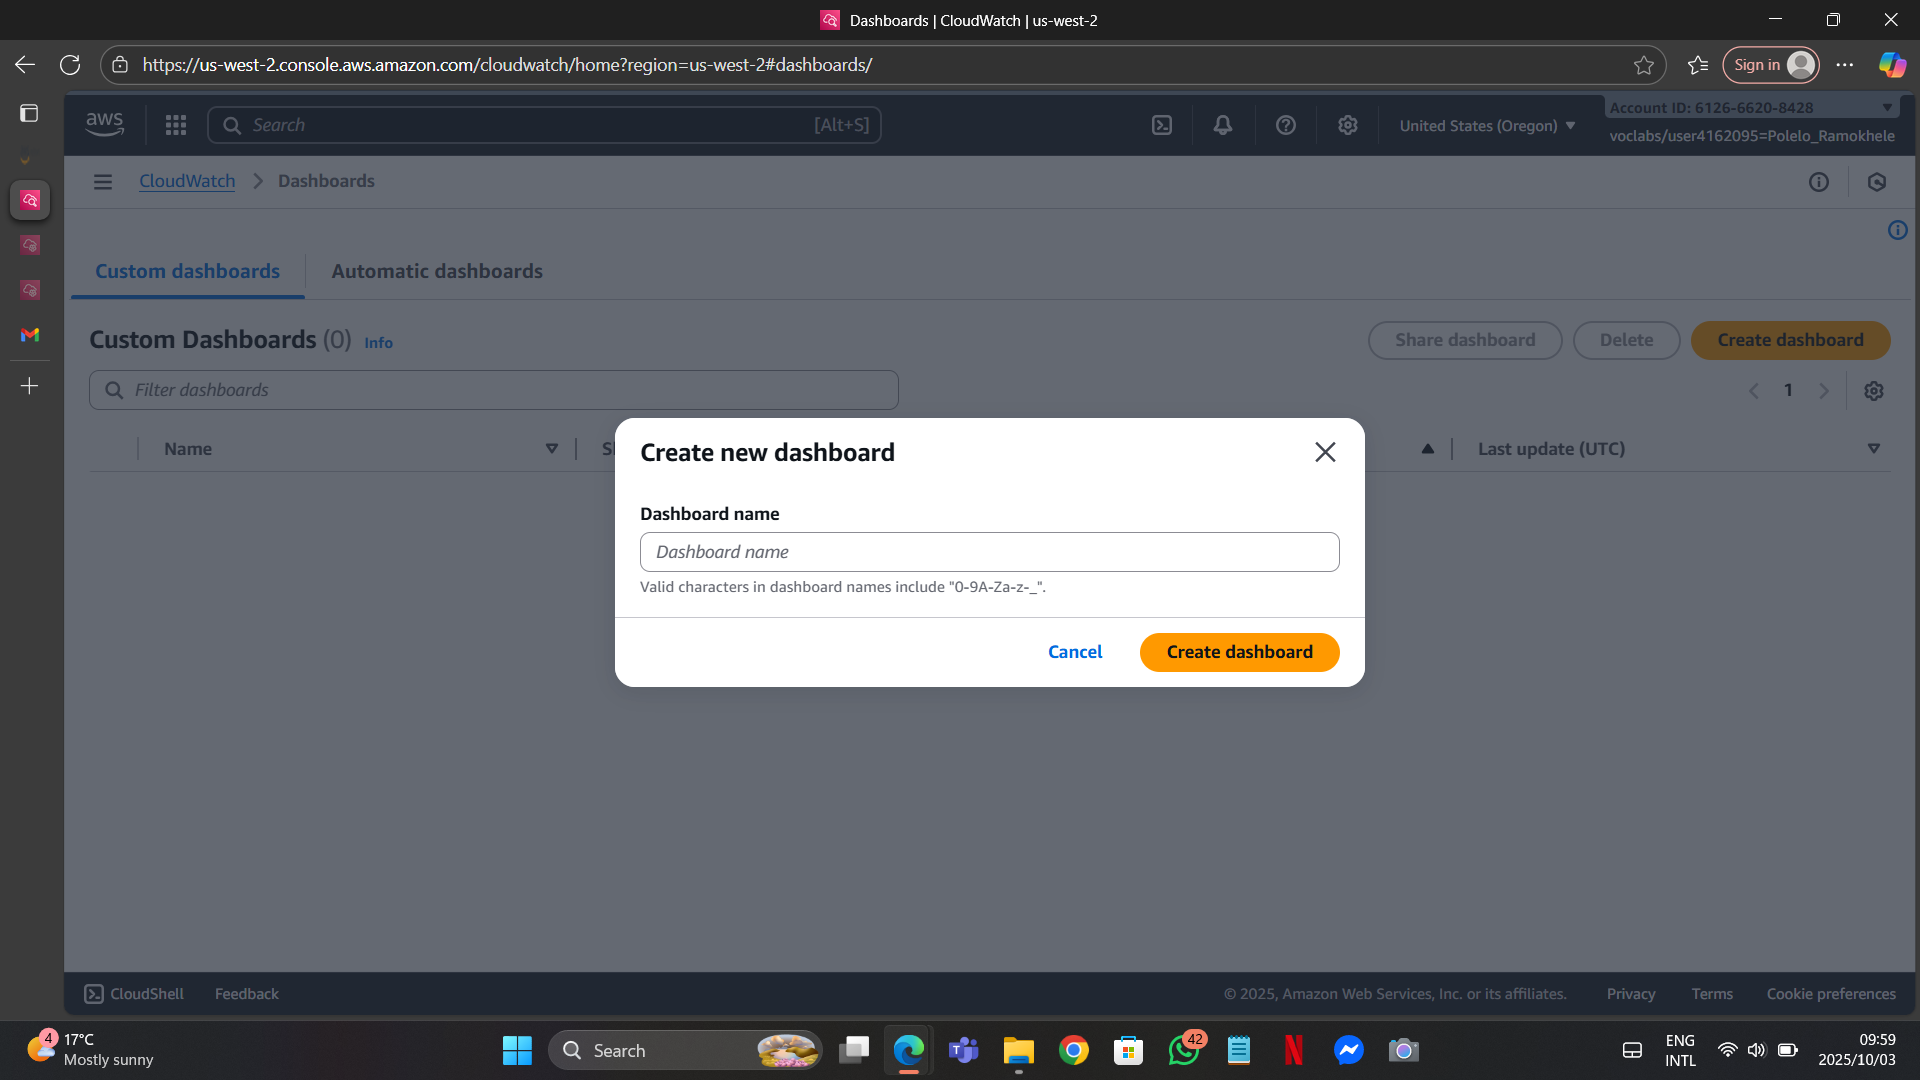 Dashboards | CloudWatch | us-west-2
https://us-west-2.console.aws.amazon.com/cloudwatch/home?region=us-west-2#dashboards/
Sign in
aws
Search
[Alt+S]
United States (Oregon)
Account ID: 6126-6620-8428
voclabs/user4162095=Polelo_Ramokhele
CloudWatch
Dashboards
Custom dashboards
Automatic dashboards
Custom Dashboards (0) Info
Share dashboard
Delete
Create dashboard
Filter dashboards
1
Name
Last update (UTC)
Create new dashboard
Dashboard name
Dashboard name
Valid characters in dashboard names include "0-9A-Za-z-_".
Cancel
Create dashboard
CloudShell
Feedback
© 2025, Amazon Web Services, Inc. or its affiliates.
Privacy
Terms
Cookie preferences
4
17°C
Mostly sunny
Search
42
ENG
INTL
09:59
2025/10/03